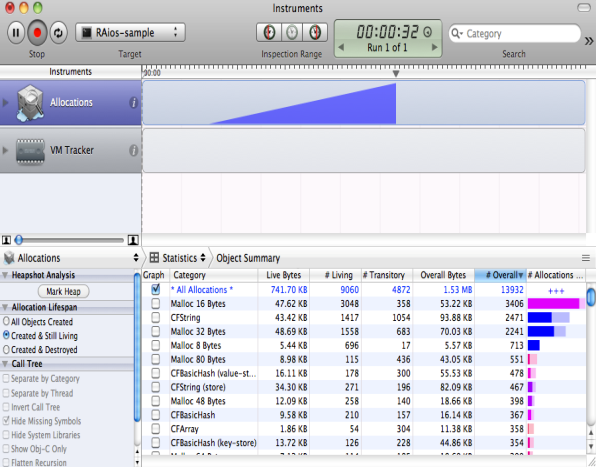 Instruments
RAios-sample
00:00:32
Run 1 of 1
Category
Stop Target Inspection Range Search
Instruments 00:00
Allocations
VM Tracker
Allocations Statistics Object Summary
Heapshot Analysis
Mark Heap
Allocation Lifespan
All Objects Created
Created & Still Living
Created & Destroyed
Call Tree
Separate by Category
Separate by Thread
Invert Call Tree
Hide Missing Symbols
Hide System Libraries
Show Obj-C Only
Flatten Recursion
Graph Category Live Bytes # Living # Transitory Overall Bytes # Overall # Allocations ...
* All Allocations * 741.70 KB 9060 4872 1.53 MB 13932 +++
Malloc 16 Bytes 47.62 KB 3048 358 53.22 KB 3406
CFString 43.42 KB 1417 1054 93.88 KB 2471
Malloc 32 Bytes 48.69 KB 1558 683 70.03 KB 2241
Malloc 8 Bytes 5.44 KB 696 17 5.57 KB 713
Malloc 80 Bytes 8.98 KB 115 436 43.05 KB 551
CFBasicHash (value-st... 16.11 KB 178 300 55.53 KB 478
CFString (store) 34.30 KB 271 196 82.09 KB 467
Malloc 48 Bytes 12.09 KB 258 140 18.66 KB 398
CFBasicHash 9.58 KB 210 157 16.14 KB 367
CFArray 1.86 KB 54 304 11.38 KB 358
CFBasicHash (key-store) 13.72 KB 126 228 44.86 KB 354